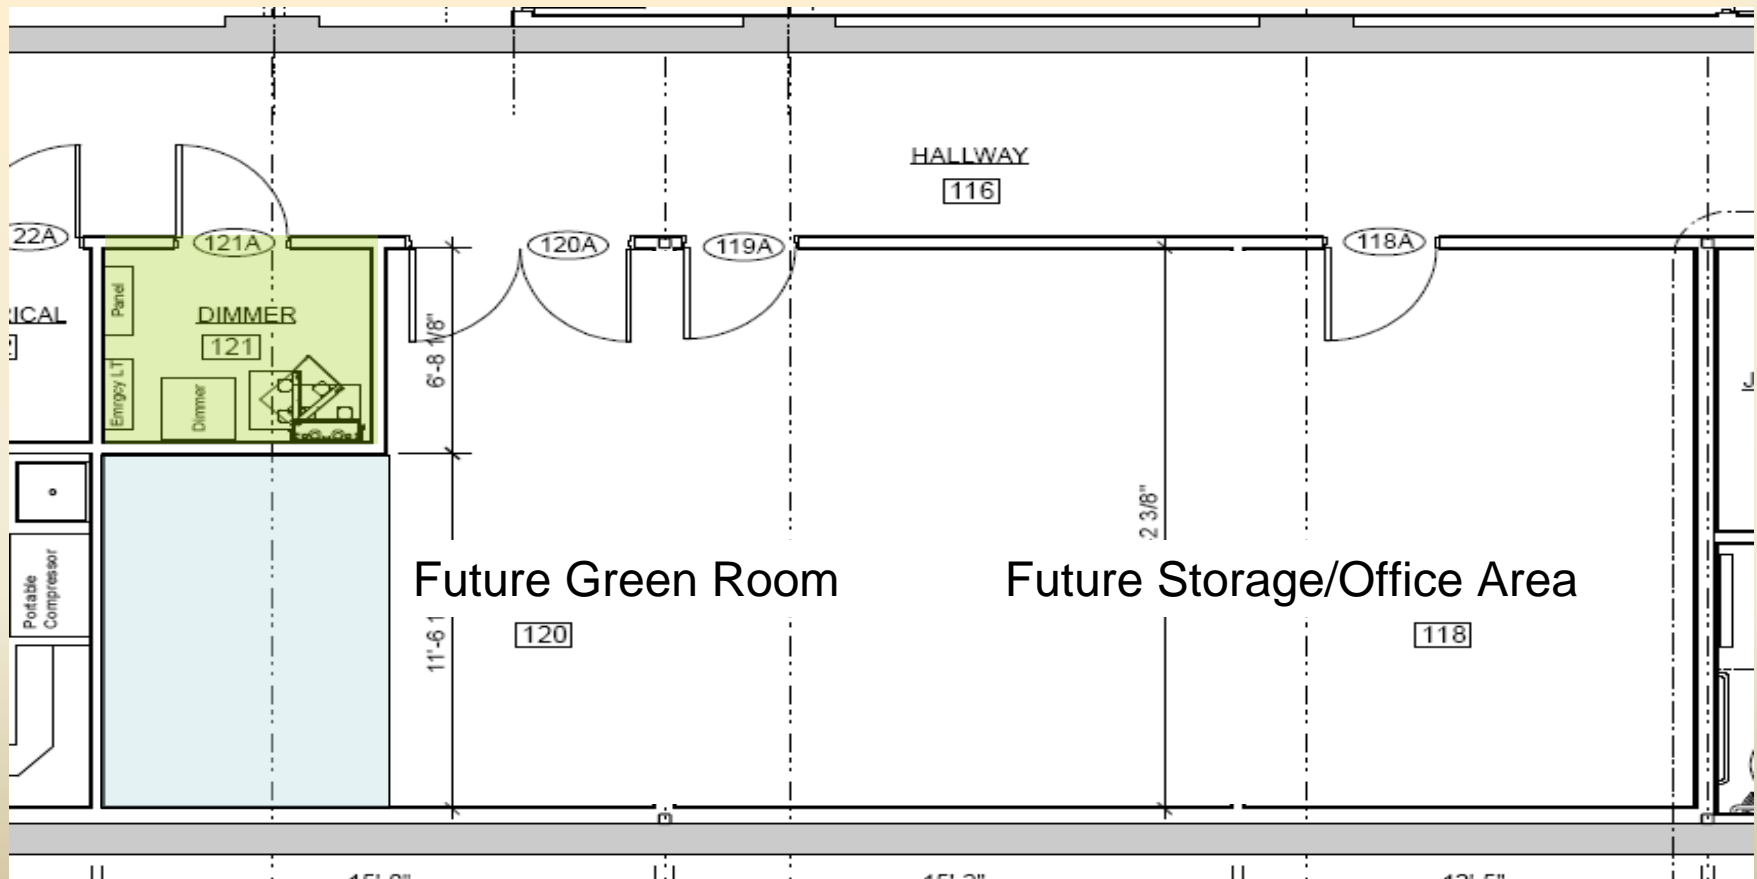 HALLWAY
116
22A
121A
120A
119A
118A
Panel
DIMMER
121
ICAL
6'-8 1/8"
Emrgcy LT
Dimmer
2 3/8"
Future Green Room
Future Storage/Office Area
Portable
Compressor
11'-6 1
120
118